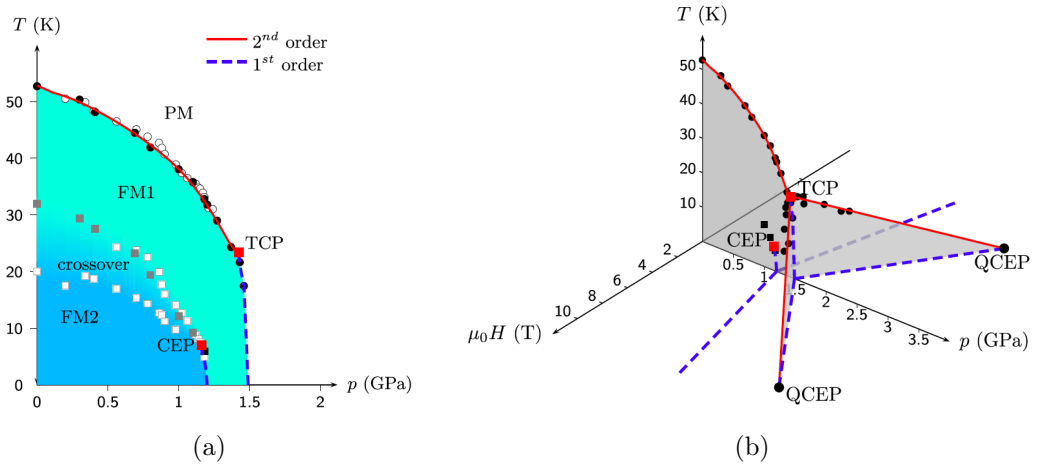 T (K)
2nd order
1st order
PM
FM1
TCP
crossover
FM2
CEP
50
40
30
20
10
0
0
0.5
1
1.5
2
p (GPa)
(a)
T (K)
50
40
30
20
10
TCP
CEP
QCEP
QCEP
2
4
6
8
10
μ0H (T)
0.5
1
1.5
2
2.5
3
3.5
p (GPa)
(b)